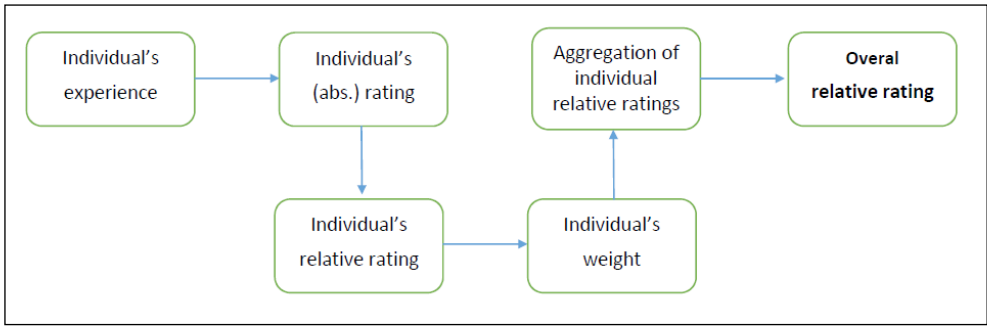 Individual's
experience
Individual's
(abs.) rating
Individual's
relative rating
Individual's
weight
Aggregation of
individual
relative ratings
Overal
relative rating